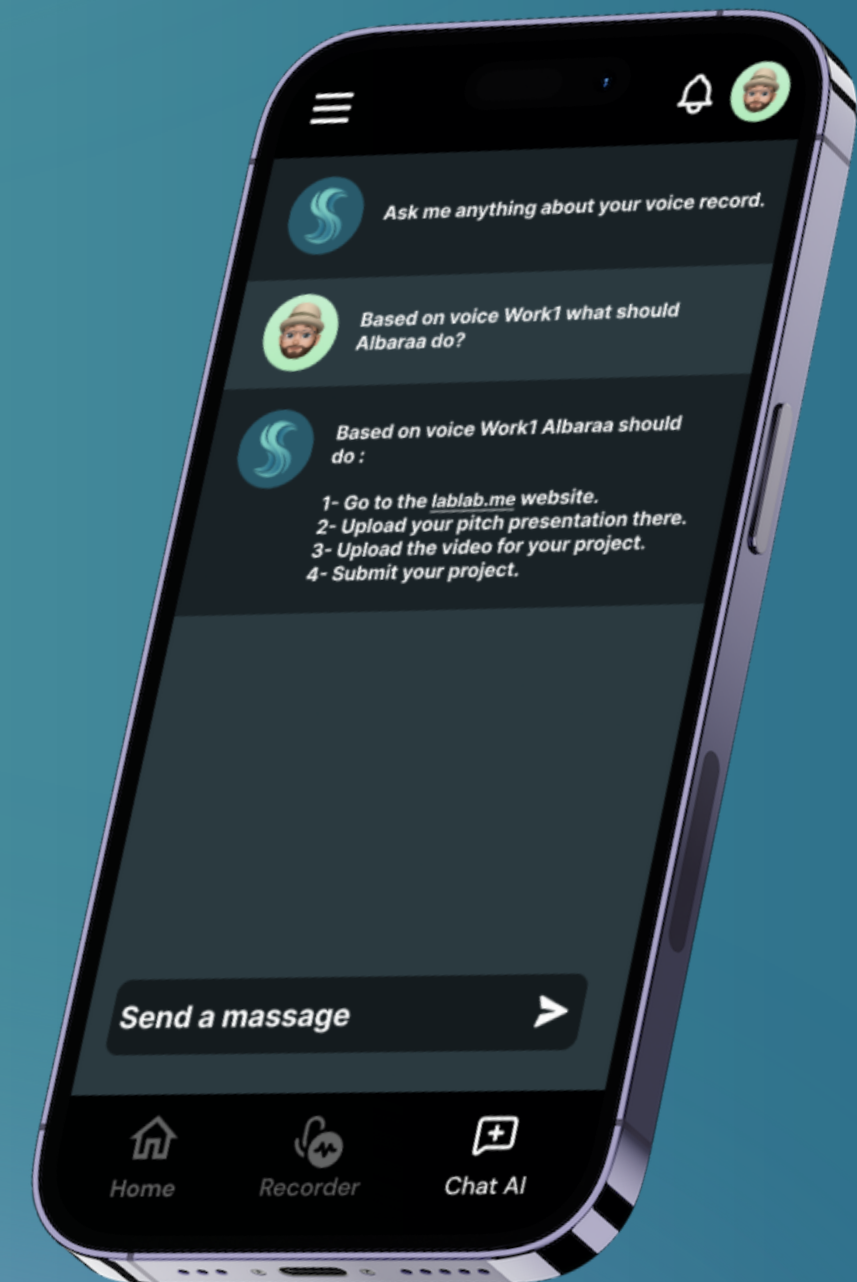 Ask me anything about your voice record.
Based on voice Work1 what should
Albaraa do?
Based on voice Work1 Albaraa should
do :
1- Go to the lablab.me website.
2- Upload your pitch presentation there.
3- Upload the video for your project.
4- Submit your project.
Send a massage
Home
Recorder
Chat AI